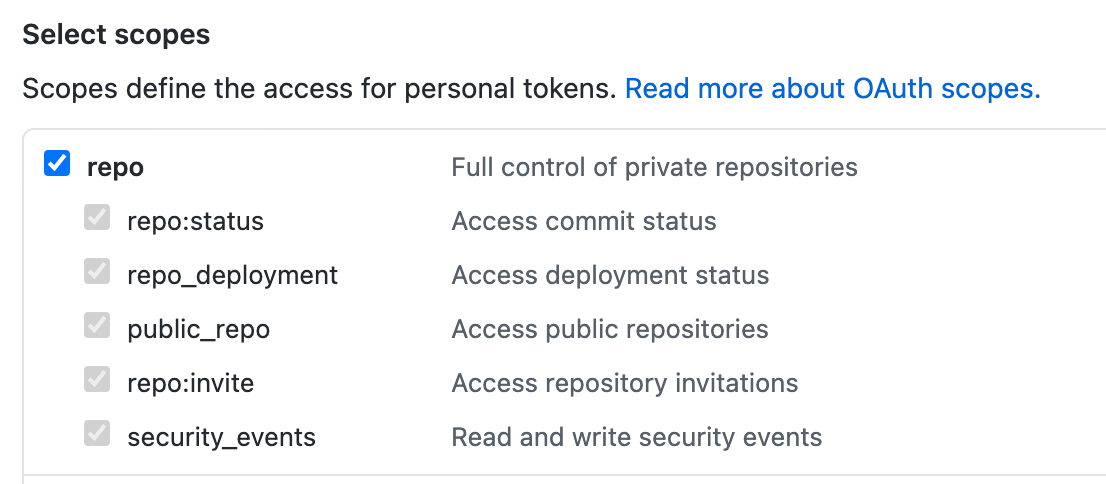 Select scopes
Scopes define the access for personal tokens. Read more about OAuth scopes.
repo Full control of private repositories
repo:status Access commit status
repo_deployment Access deployment status
public_repo Access public repositories
repo:invite Access repository invitations
security_events Read and write security events